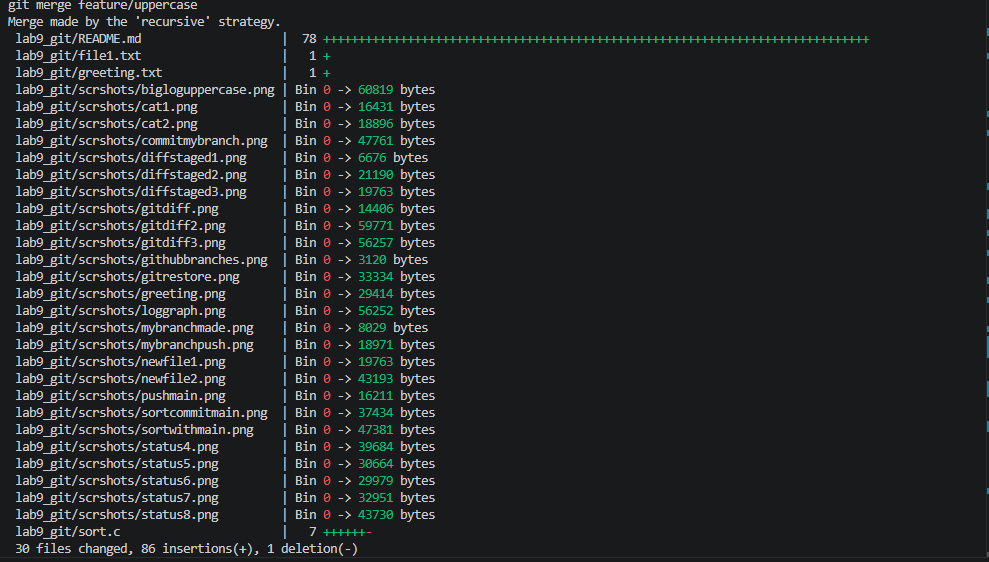 git merge feature/uppercase
Merge made by the 'recursive' strategy.
lab9_git/README.md | 78 ++++++++++++++++++++++++++++++++++++++++++++++++++++++++++++++++++++++++++++++
lab9_git/file1.txt | 1 +
lab9_git/greeting.txt | 1 +
lab9_git/scrshots/bigloguppercase.png | Bin 0 -> 60819 bytes
lab9_git/scrshots/cat1.png | Bin 0 -> 16431 bytes
lab9_git/scrshots/cat2.png | Bin 0 -> 18896 bytes
lab9_git/scrshots/commitmybranch.png | Bin 0 -> 47761 bytes
lab9_git/scrshots/diffstaged1.png | Bin 0 -> 6676 bytes
lab9_git/scrshots/diffstaged2.png | Bin 0 -> 21190 bytes
lab9_git/scrshots/diffstaged3.png | Bin 0 -> 19763 bytes
lab9_git/scrshots/gitdiff.png | Bin 0 -> 14406 bytes
lab9_git/scrshots/gitdiff2.png | Bin 0 -> 59771 bytes
lab9_git/scrshots/gitdiff3.png | Bin 0 -> 56257 bytes
lab9_git/scrshots/githubbranches.png | Bin 0 -> 3120 bytes
lab9_git/scrshots/gitrestore.png | Bin 0 -> 33334 bytes
lab9_git/scrshots/greeting.png | Bin 0 -> 29414 bytes
lab9_git/scrshots/loggraph.png | Bin 0 -> 56252 bytes
lab9_git/scrshots/mybranchmade.png | Bin 0 -> 8029 bytes
lab9_git/scrshots/mybranchpush.png | Bin 0 -> 18971 bytes
lab9_git/scrshots/newfile1.png | Bin 0 -> 19763 bytes
lab9_git/scrshots/newfile2.png | Bin 0 -> 43193 bytes
lab9_git/scrshots/pushmain.png | Bin 0 -> 16211 bytes
lab9_git/scrshots/sortcommitmain.png | Bin 0 -> 37434 bytes
lab9_git/scrshots/sortwithmain.png | Bin 0 -> 47381 bytes
lab9_git/scrshots/status4.png | Bin 0 -> 39684 bytes
lab9_git/scrshots/status5.png | Bin 0 -> 30664 bytes
lab9_git/scrshots/status6.png | Bin 0 -> 29979 bytes
lab9_git/scrshots/status7.png | Bin 0 -> 32951 bytes
lab9_git/scrshots/status8.png | Bin 0 -> 43730 bytes
lab9_git/sort.c | 7 ++++++-
30 files changed, 86 insertions(+), 1 deletion(-)